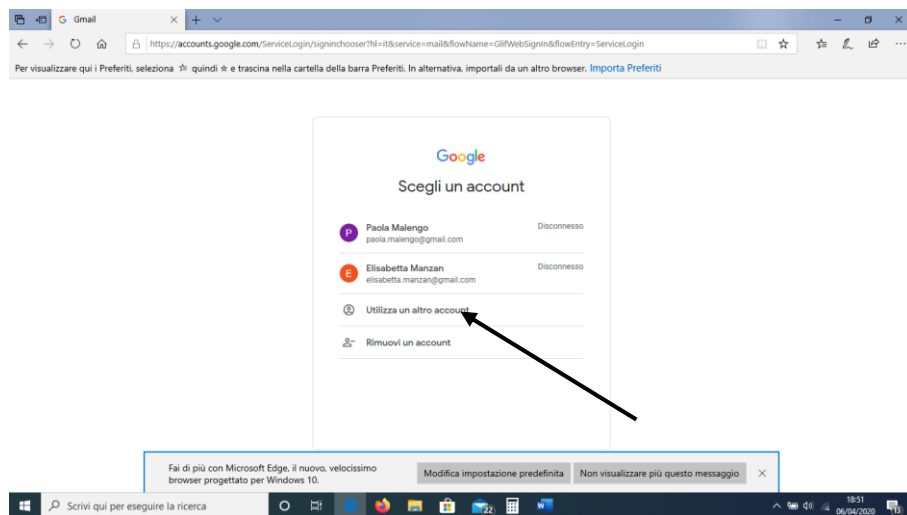 Gmail
https://accounts.google.com/ServiceLogin/signinchooser?hl=it&service=mail&flowName=GlifWebSignIn&flowEntry=ServiceLogin
Per visualizzare qui i Preferiti, seleziona quindi e trascina nella cartella della barra Preferiti. In alternativa, importali da un altro browser. Importa Preferiti
Google
Scegli un account
P
Paola Malengo
Disconnesso
paola.malengo@gmail.com
E
Elisabetta Manzan
Disconnesso
elisabetta.manzan@gmail.com
Utilizza un altro account
Rimuovi un account
Fai di più con Microsoft Edge, il nuovo, velocissimo
browser progettato per Windows 10.
Modifica impostazione predefinita
Non visualizzare più questo messaggio
Scrivi qui per eseguire la ricerca
22
18:51
06/04/2020
13